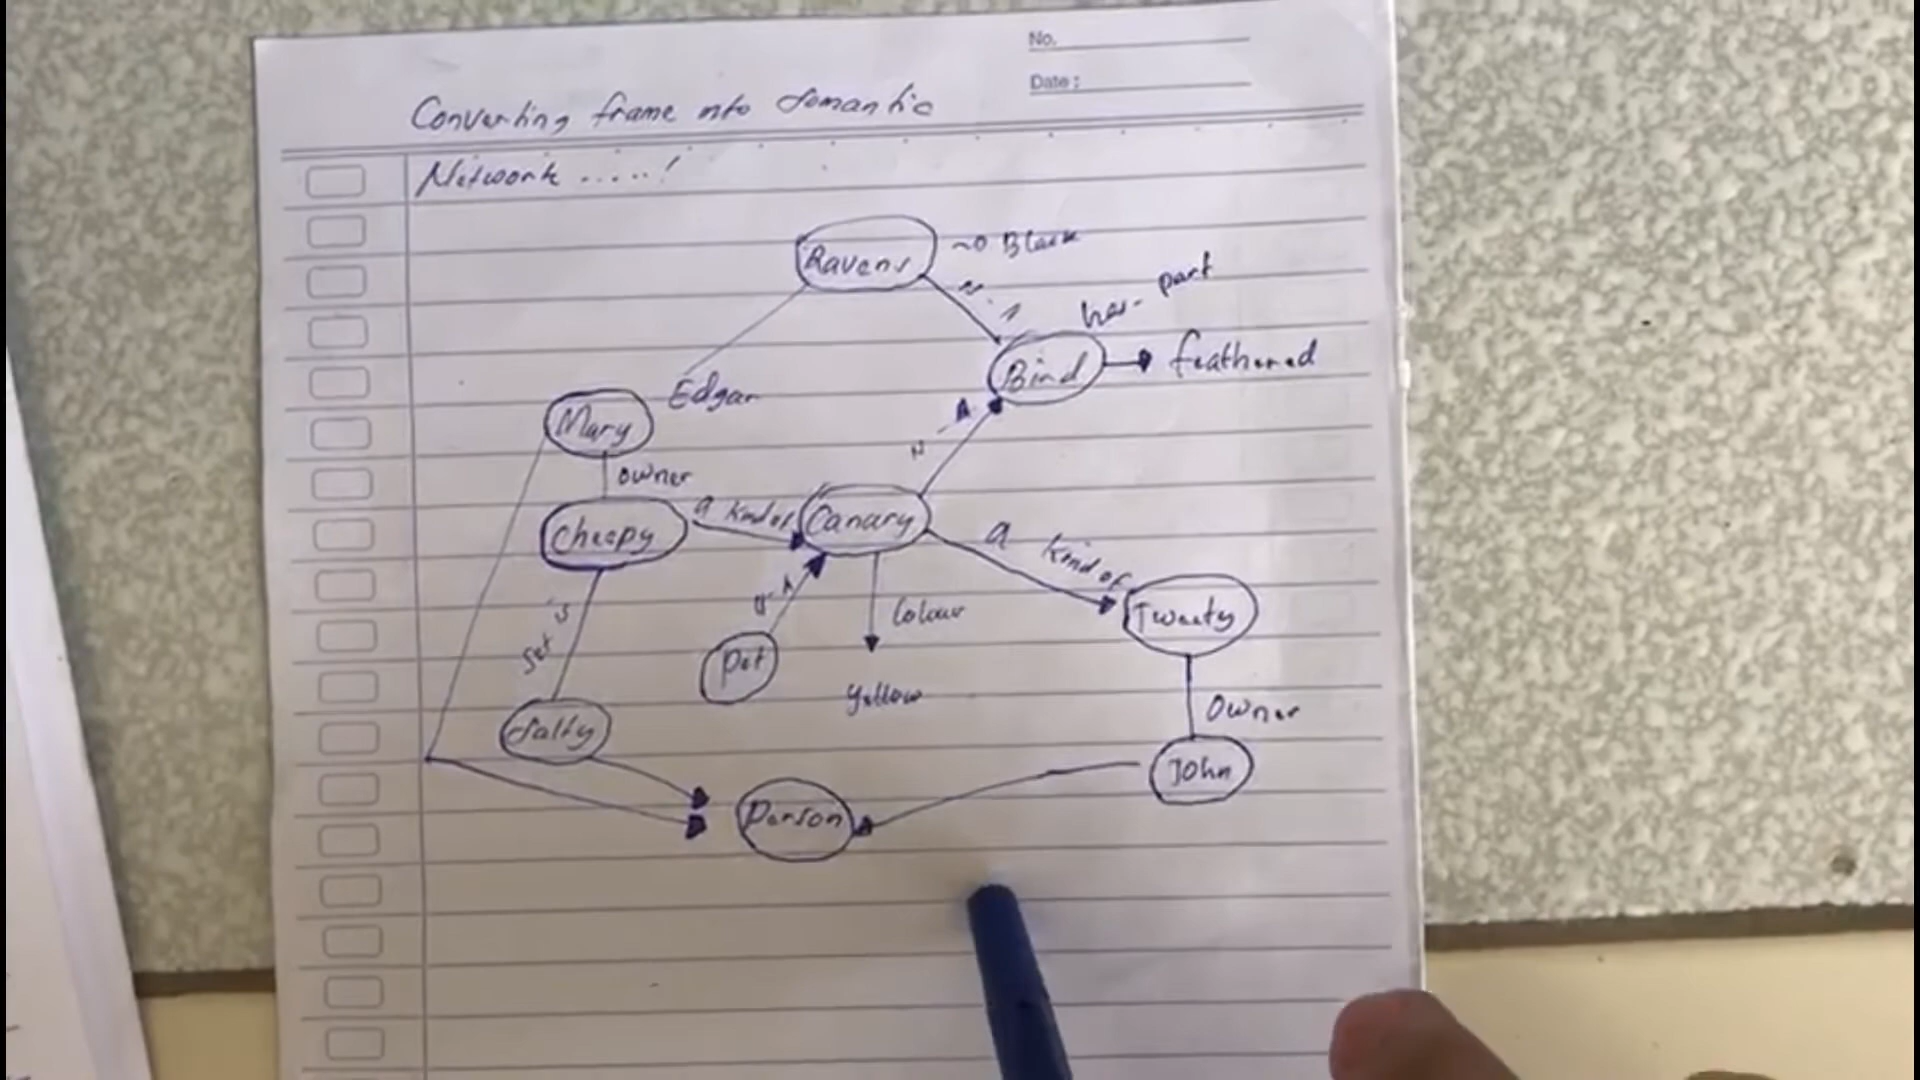 No.
Date:
Converting frame into Semantic
Network .....!
Ravens
Black
has-part
Bird
feathered
Edgar
Mary
owner
Cheepy
a kind of
Canary
a kind of
Tweety
Pet
Colour
Yellow
Owner
Sally
John
Person